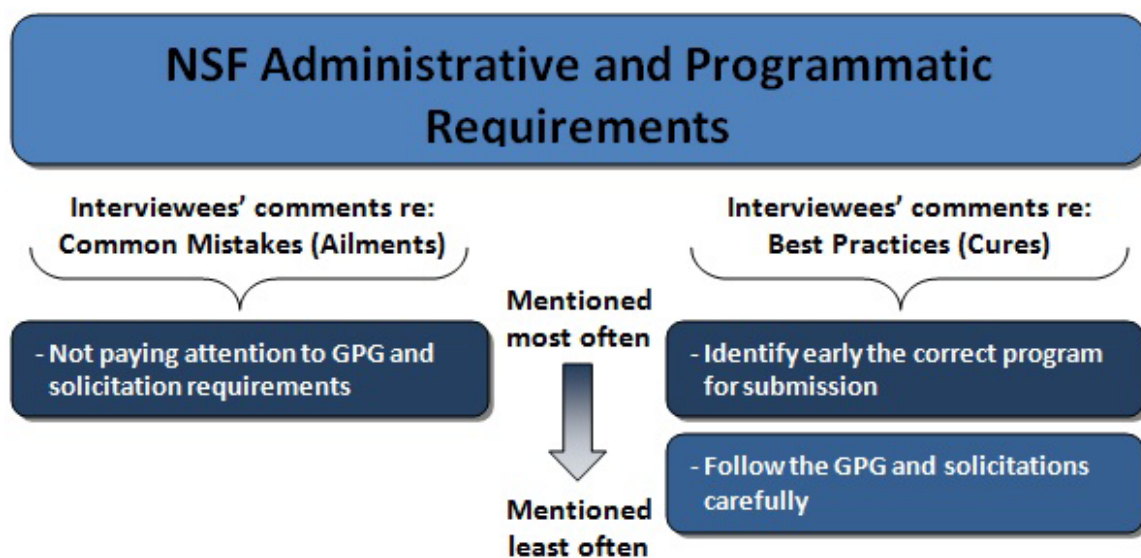 NSF Administrative and Programmatic
Requirements
Interviewees' comments re:
Common Mistakes (Ailments)
- Not paying attention to GPG and
solicitation requirements
Mentioned
most often
Mentioned
least often
Interviewees' comments re:
Best Practices (Cures)
- Identify early the correct program
for submission
- Follow the GPG and solicitations
carefully